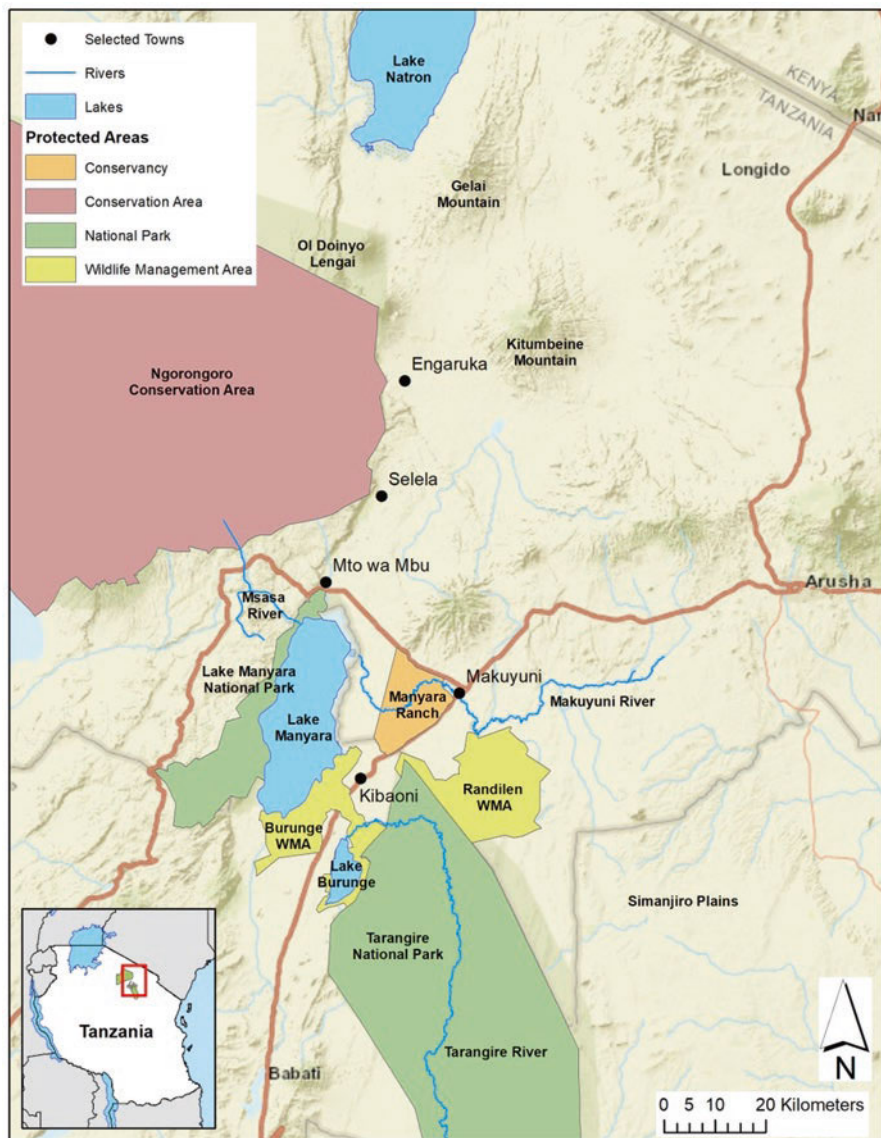 Selected Towns
Rivers
Lakes
Protected Areas
Conservancy
Conservation Area
National Park
Wildlife Management Area
Lake
Natron
KENYA
TANZANIA
Nar
Longido
Gelai
Mountain
Ol Doinyo
Lengai
Kitumbeine
Mountain
Engaruka
Ngorongoro
Conservation Area
Selela
Mto wa Mbu
Arusha
Msasa
River
Lake Manyara
National Park
Makuyuni
Manyara
Ranch
Makuyuni River
Lake
Manyara
Kibaoni
Randilen
WMA
Burunge
WMA
Lake
Burunge
Simanjiro Plains
Tarangire
National Park
Tanzania
Tarangire River
Babati
N
0 5 10 20 Kilometers